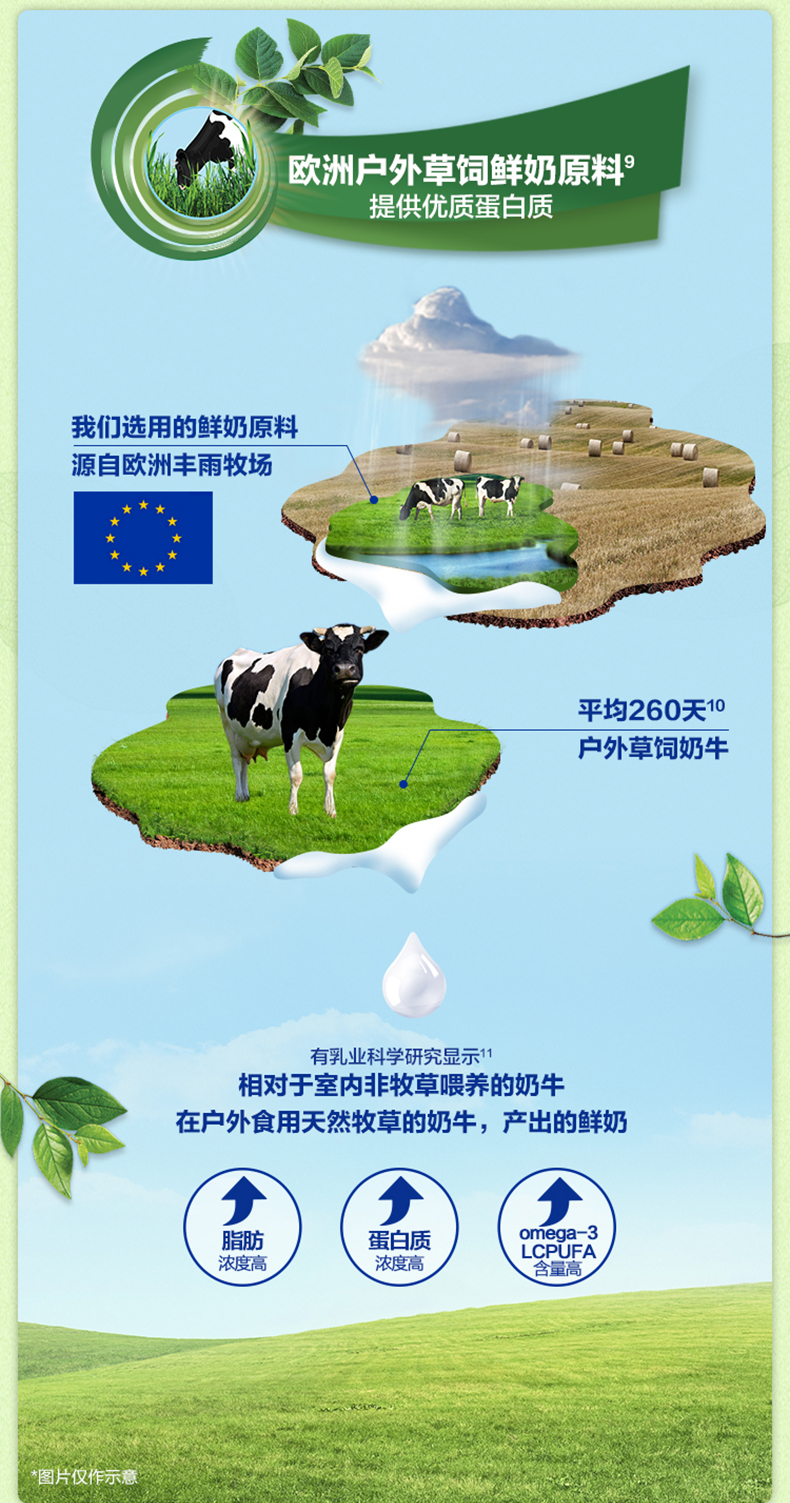 欧洲户外草饲鲜奶原料⁹
提供优质蛋白质
我们选用的鲜奶原料
源自欧洲丰雨牧场
平均260天¹⁰
户外草饲奶牛
有乳业科学研究显示¹¹
相对于室内非牧草喂养的奶牛
在户外食用天然牧草的奶牛，产出的鲜奶
脂肪
浓度高
蛋白质
浓度高
omega-3
LCPUFA
含量高
*图片仅作示意